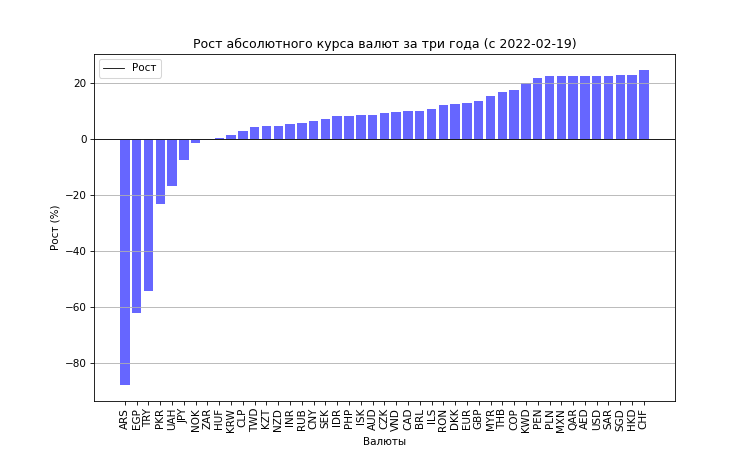 Рост абсолютного курса валют за три года (с 2022-02-19)
Рост
20
0
−20
−40
−60
−80
Рост (%)
ARS EGP TRY PKR UAH JPY NOK ZAR HUF KRW CLP TWD KZT NZD INR RUB CNY SEK IDR PHP ISK AUD CZK VND CAD BRL ILS RON DKK EUR GBP MYR THB COP KWD PEN PLN MXN QAR AED USD SAR SGD HKD CHF
Валюты